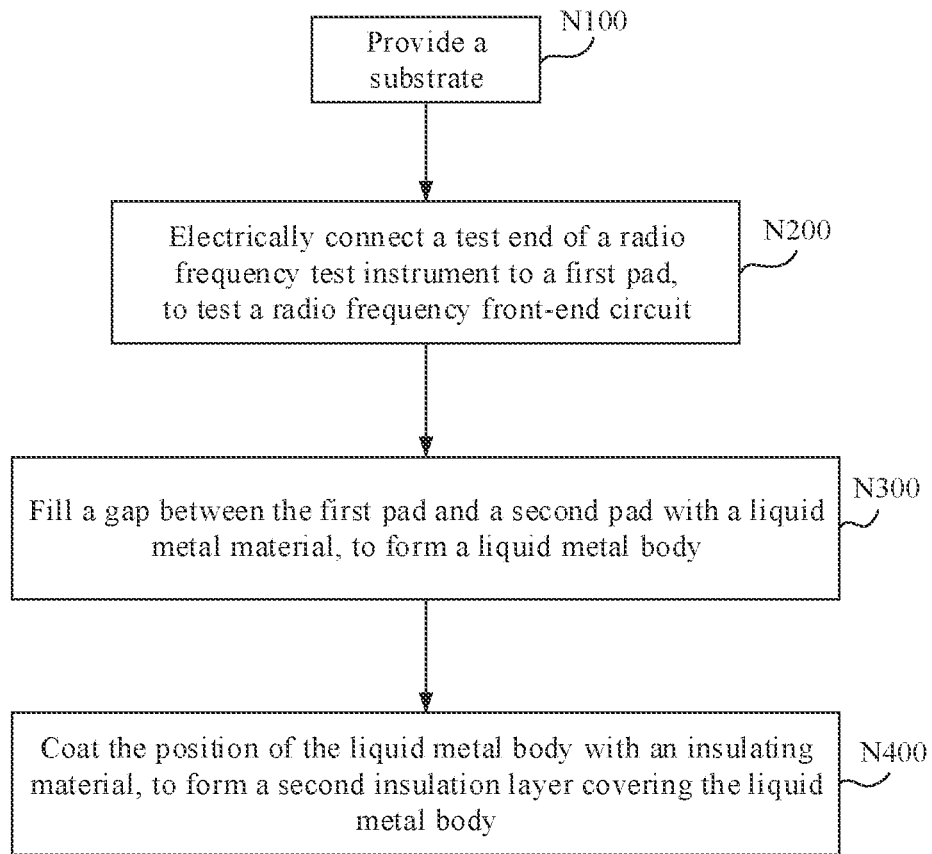 N100
Provide a
substrate
N200
Electrically connect a test end of a radio
frequency test instrument to a first pad,
to test a radio frequency front-end circuit
N300
Fill a gap between the first pad and a second pad with a liquid
metal material, to form a liquid metal body
N400
Coat the position of the liquid metal body with an insulating
material, to form a second insulation layer covering the liquid
metal body